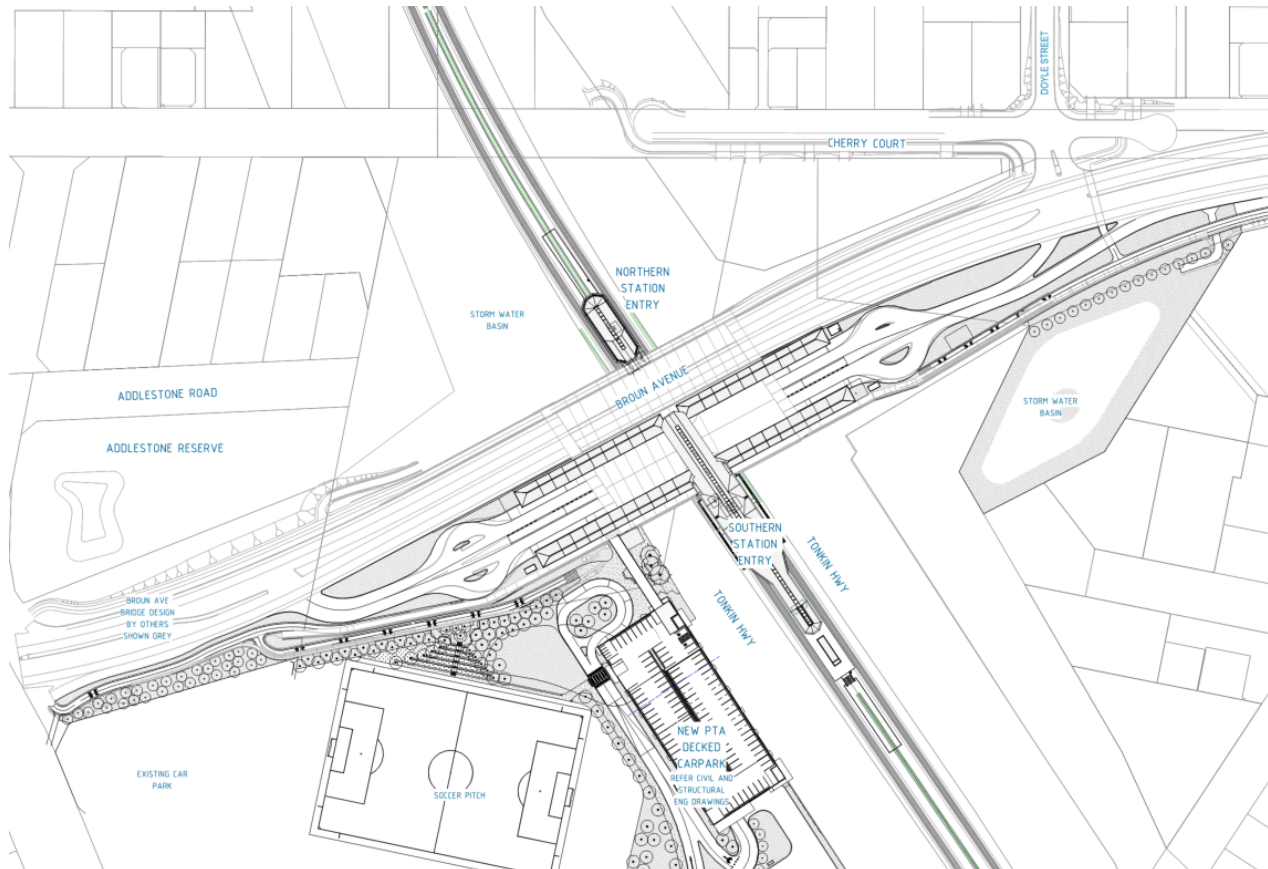 DOYLE STREET
CHERRY COURT
NORTHERN
STATION
ENTRY
STORM WATER
BASIN
BROUN AVENUE
ADDLESTONE ROAD
ADDLESTONE RESERVE
STORM WATER
BASIN
SOUTHERN
STATION
ENTRY
TONKIN HWY
TONKIN HWY
BROUN AVE
BRIDGE DESIGN
BY OTHERS
SHOWN GREY
NEW PTA
DECKED
CARPARK
REFER CIVIL AND
STRUCTURAL
ENG DRAWINGS
EXISTING CAR
PARK
SOCCER PITCH